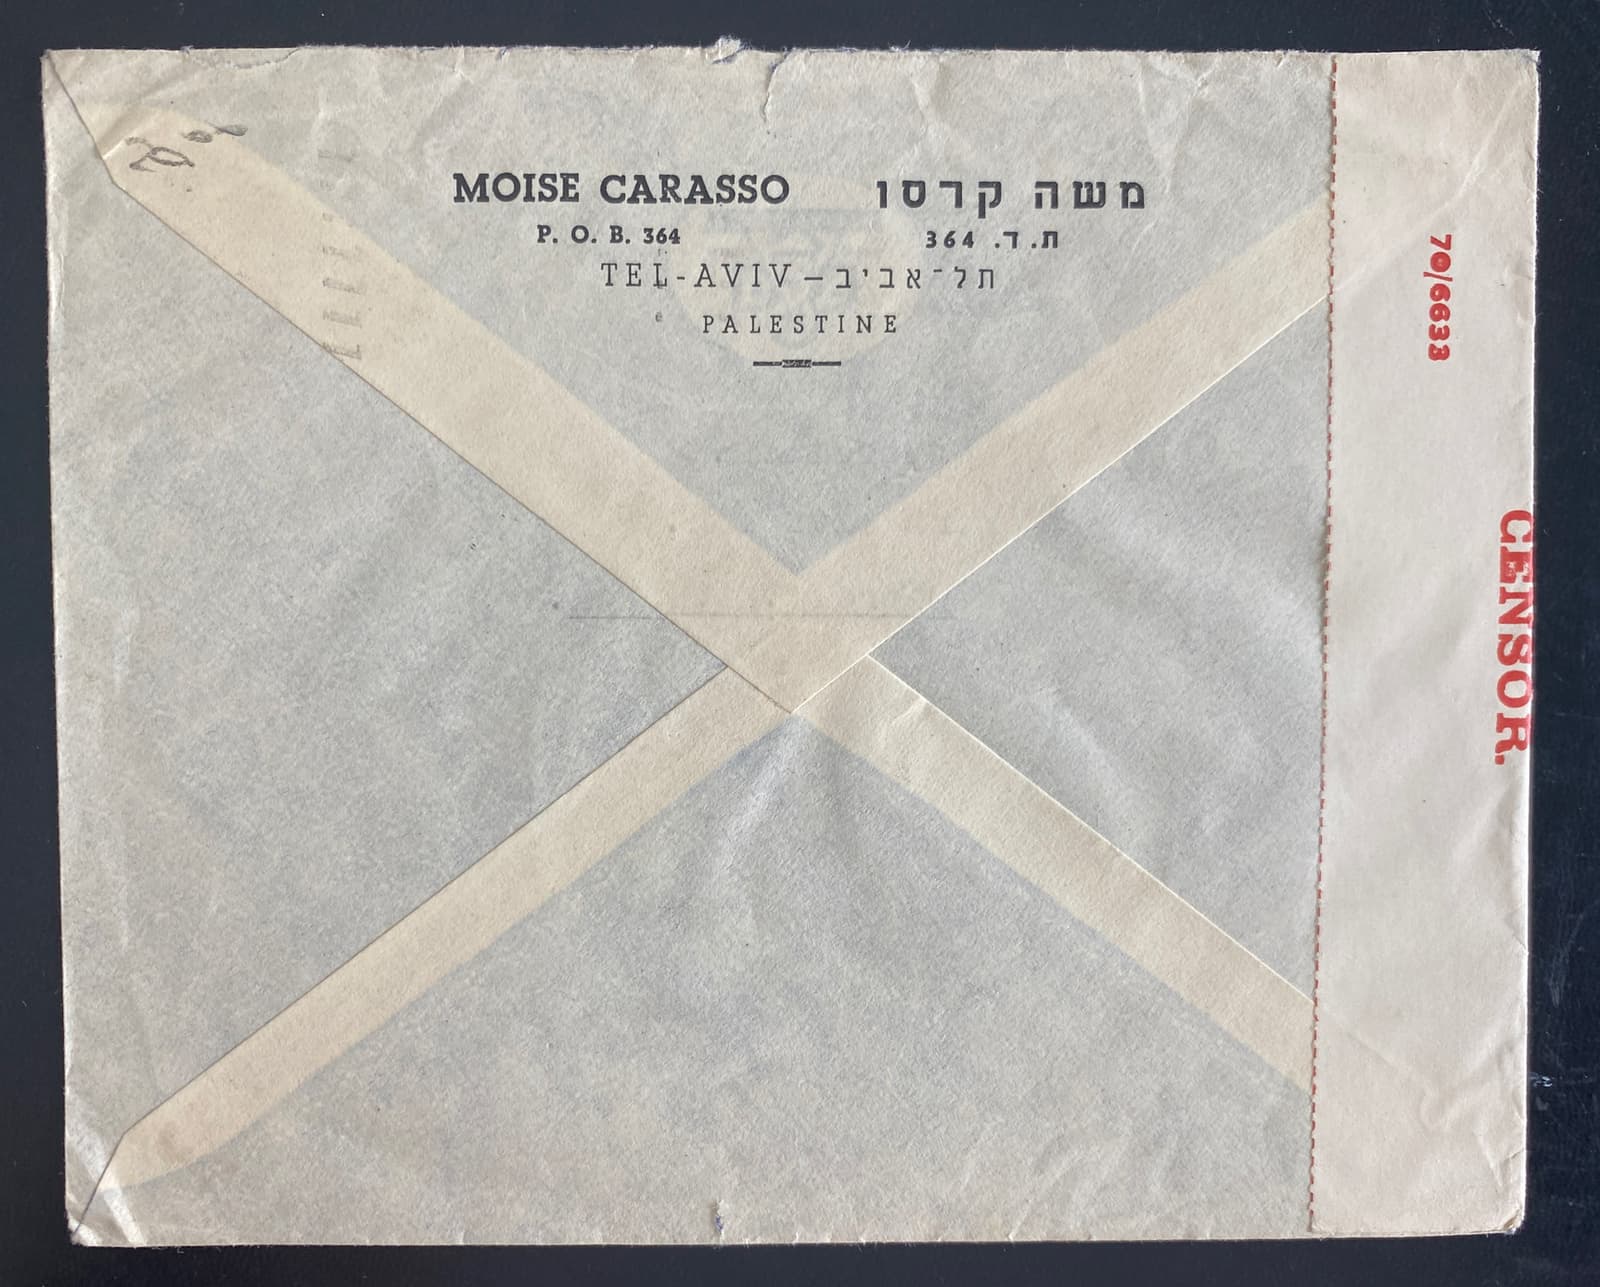 MOISE CARASSO משה קרסו
P. O. B. 364 ת. ד. 364
TEL-AVIV – תל־אביב
PALESTINE
70/6633
CENSOR.